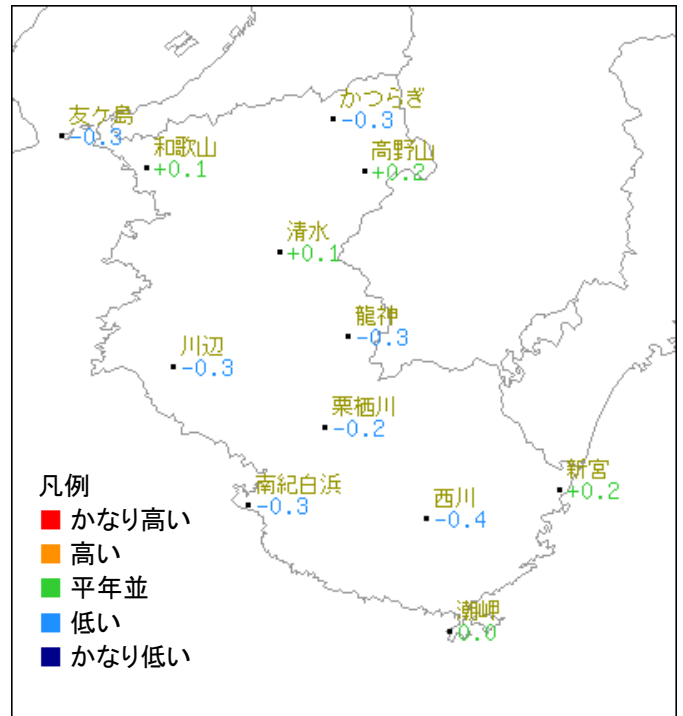 かつらぎ
-0.3
友ケ島
-0.3
和歌山
+0.1
高野山
+0.2
清水
+0.1
龍神
-0.3
川辺
-0.3
栗栖川
-0.2
新宮
+0.2
南紀白浜
-0.3
西川
-0.4
潮岬
0.0
凡例
かなり高い
高い
平年並
低い
かなり低い